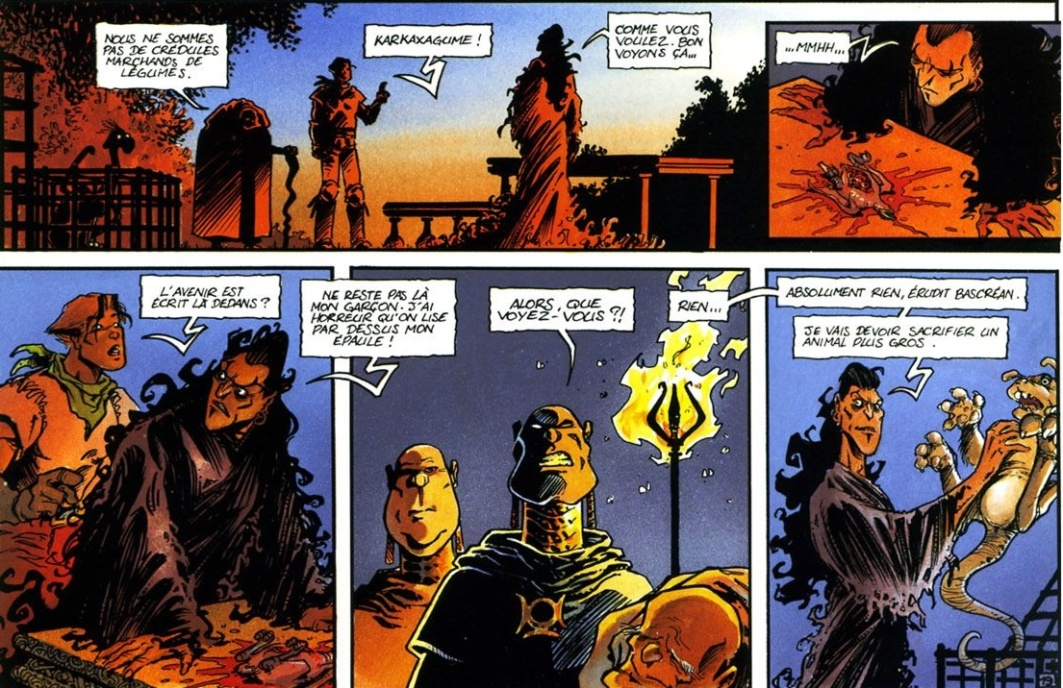 NOUS NE SOMMES
PAS DE CRÉDULES
MARCHANDS DE
LÉGUMES.
KARKAXAGUME !
COMME VOUS
VOULEZ. BON
VOYONS ÇA...
...MMHH...
L'AVENIR EST
ÉCRIT LÀ DEDANS ?
NE RESTE PAS LÀ
MON GARÇON. J'AI
HORREUR QU'ON LISE
PAR DESSUS MON
ÉPAULE !
ALORS, QUE
VOYEZ-VOUS ?!
RIEN...
ABSOLUMENT RIEN, ÉRUDIT BASCRÉAN.
JE VAIS DEVOIR SACRIFIER UN
ANIMAL PLUS GROS.